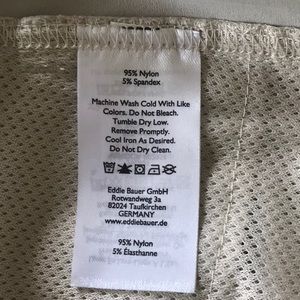 95% Nylon
5% Spandex
Machine Wash Cold With Like
Colors. Do Not Bleach.
Tumble Dry Low.
Remove Promptly.
Cool Iron As Desired.
Do Not Dry Clean.
Eddie Bauer GmbH
Rotwandweg 3a
82024 Taufkirchen
GERMANY
www.eddiebauer.de
95% Nylon
5% Élasthanne